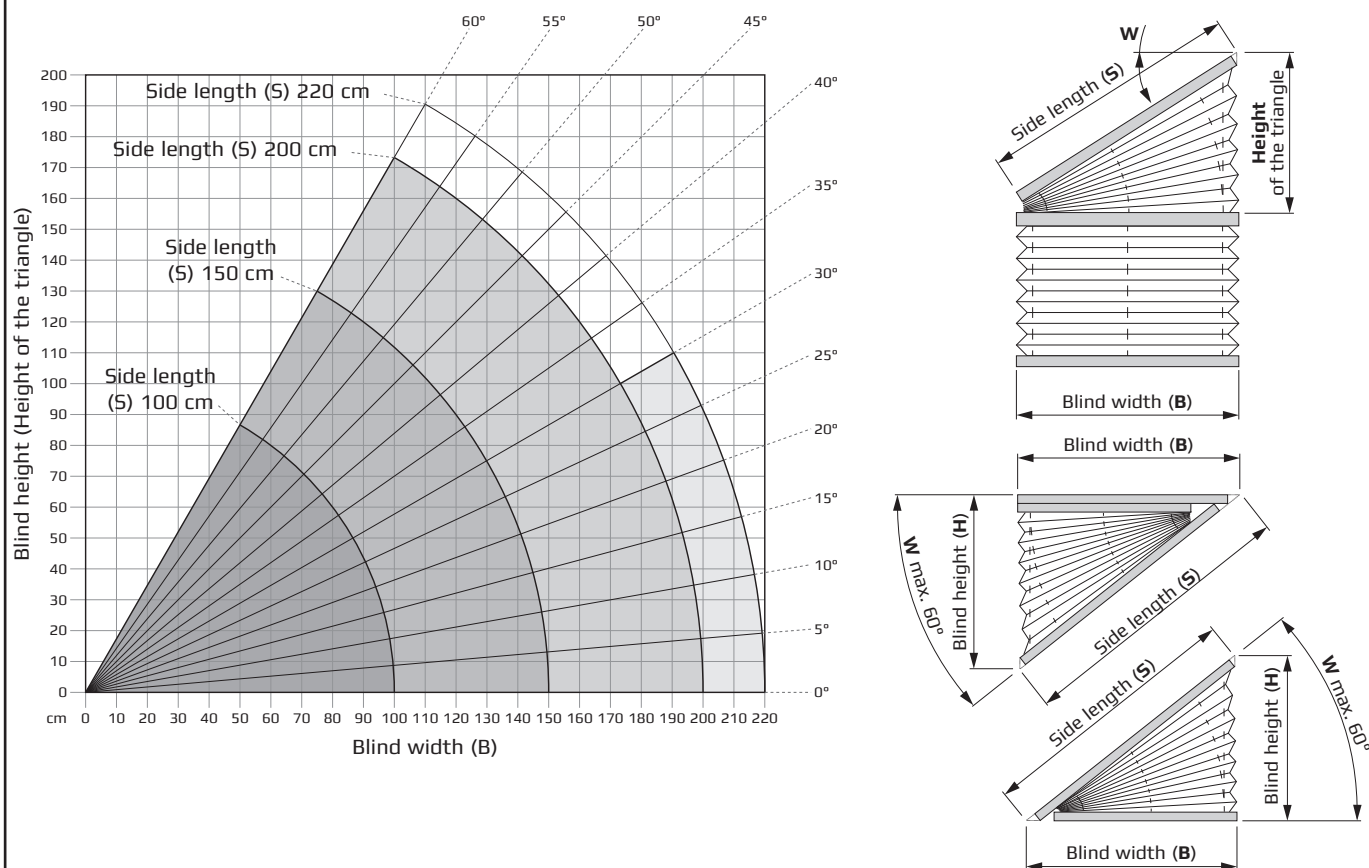 60°
55°
50°
45°
40°
35°
30°
25°
20°
15°
10°
5°
0°
200
190
180
170
160
150
140
130
120
110
100
90
80
70
60
50
40
30
20
10
0
Blind height (Height of the triangle)
Side length (S) 220 cm
Side length (S) 200 cm
Side length
(S) 150 cm
Side length
(S) 100 cm
cm 0 10 20 30 40 50 60 70 80 90 100 110 120 130 140 150 160 170 180 190 200 210 220
Blind width (B)
W
Side length (S)
Height
of the triangle
Blind width (B)
Blind width (B)
W max. 60°
Blind height (H)
Side length (S)
Side length (S)
Blind height (H)
W max. 60°
Blind width (B)